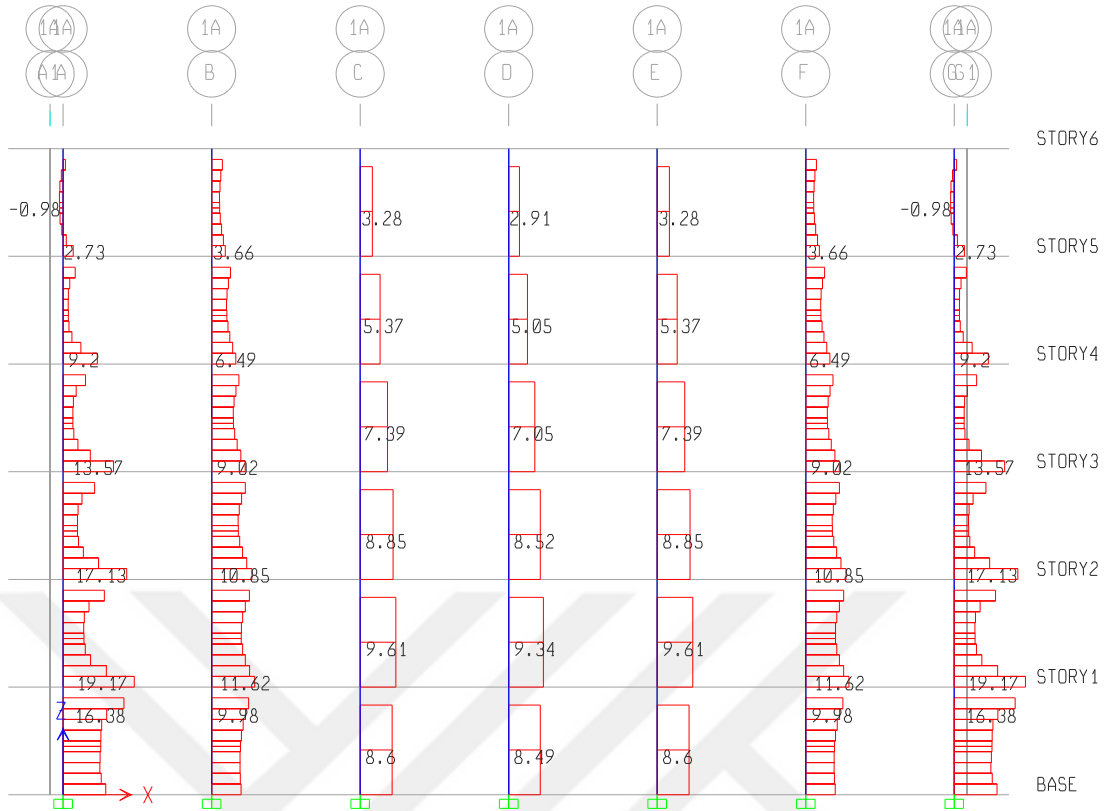 1A 1A 1A 1A 1A 1A 1A 1A 1A
A 1A B C D E F G G1
STORY6
-0.98 3.28 2.91 3.28 -0.98
2.73 3.66 3.66 2.73 STORY5
5.37 5.05 5.37
9.2 6.49 6.49 9.2 STORY4
7.39 7.05 7.39
13.57 9.02 9.02 13.57 STORY3
8.85 8.52 8.85
17.13 10.85 10.85 17.13 STORY2
9.61 9.34 9.61
19.17 11.62 11.62 19.17 STORY1
Z 16.38 9.98 9.98 16.38
8.6 8.49 8.6
X BASE